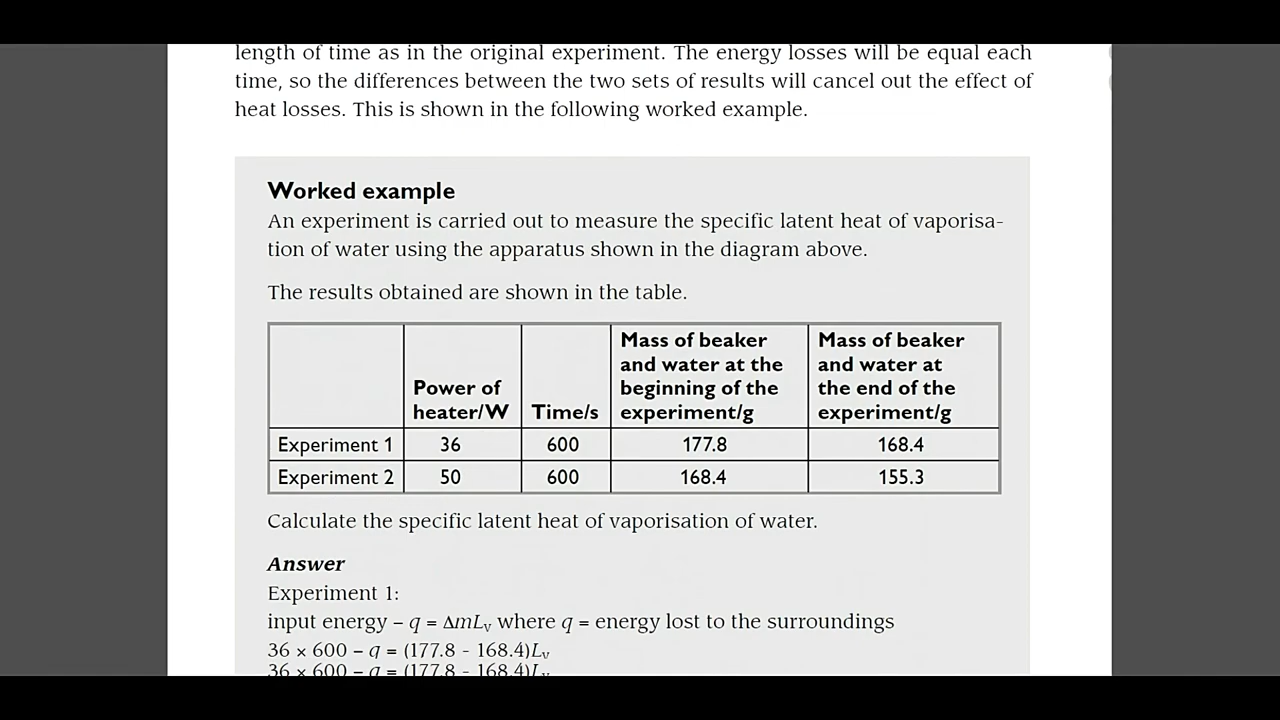 length of time as in the original experiment. The energy losses will be equal each
time, so the differences between the two sets of results will cancel out the effect of
heat losses. This is shown in the following worked example.
Worked example
An experiment is carried out to measure the specific latent heat of vaporisa-
tion of water using the apparatus shown in the diagram above.
The results obtained are shown in the table.
Power of heater/W
Time/s
Mass of beaker and water at the beginning of the experiment/g
Mass of beaker and water at the end of the experiment/g
Experiment 1 36 600 177.8 168.4
Experiment 2 50 600 168.4 155.3
Calculate the specific latent heat of vaporisation of water.
Answer
Experiment 1:
input energy – q = ΔmLv where q = energy lost to the surroundings
36 × 600 – q = (177.8 - 168.4)Lv
36 × 600 – q = (177.8 - 168.4)Lv